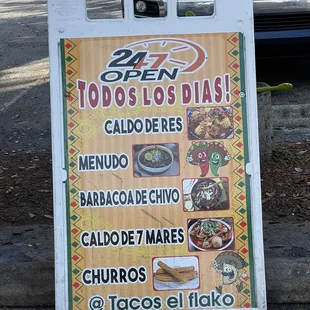 24-7
OPEN
TODOS LOS DIAS!
CALDO DE RES
MENUDO
BARBACOA DE CHIVO
CALDO DE 7 MARES
CHURROS
@ Tacos el flako